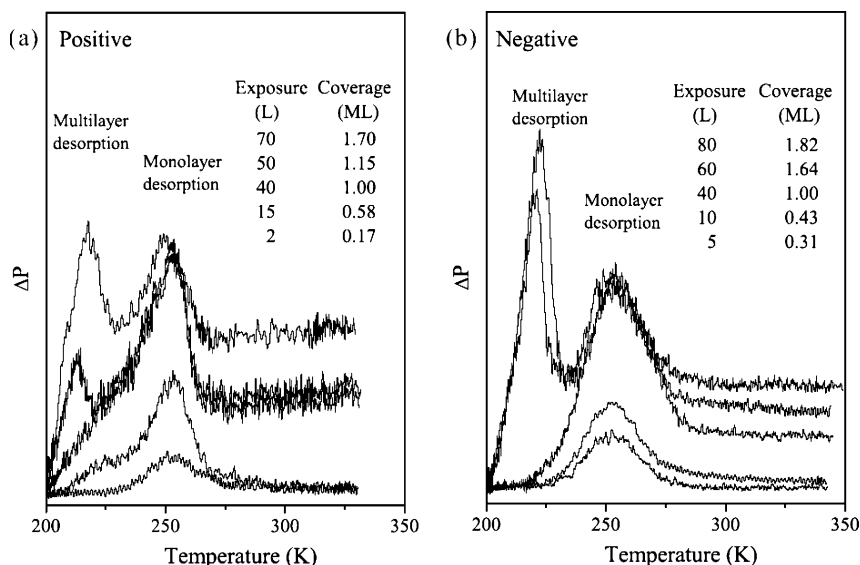 (a) Positive
Exposure Coverage
(L) (ML)
Multilayer
desorption
Monolayer
desorption
70 1.70
50 1.15
40 1.00
15 0.58
2 0.17
ΔP
200 250 300 350
Temperature (K)
(b) Negative
Multilayer
desorption
Exposure Coverage
(L) (ML)
Monolayer
desorption
80 1.82
60 1.64
40 1.00
10 0.43
5 0.31
ΔP
200 250 300 350
Temperature (K)